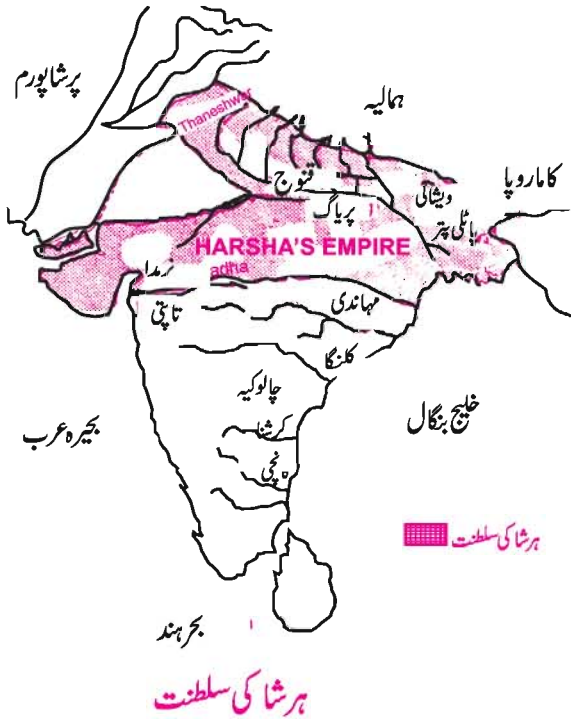 پرشاپورم
ہمالیہ
Thaneshwar
کاماروپا
قنوج
ویشالی
پریاگ
پاٹلی پتر
HARSHA'S EMPIRE
نرمدا
adha
مہاندی
تاپتی
کلنگا
چالوکیہ
خلیج بنگال
کرشنا
بحیرہ عرب
ہرشا کی سلطنت
بحر ہند
ہرشا کی سلطنت